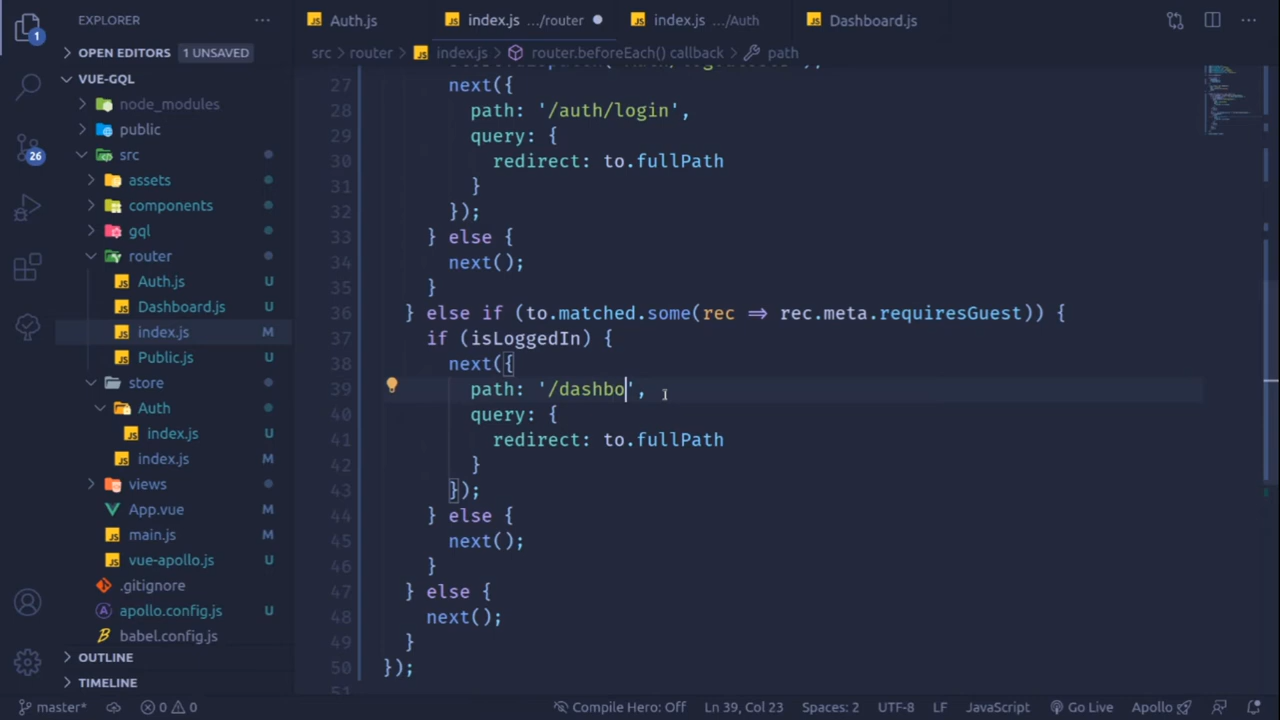 EXPLORER
Auth.js
index.js .../router
index.js .../Auth
Dashboard.js
OPEN EDITORS 1 UNSAVED
src > router > index.js > router.beforeEach() callback > path
VUE-GQL
node_modules
public
src
assets
components
gql
router
Auth.js U
Dashboard.js U
index.js M
Public.js U
store
Auth
index.js U
index.js M
views
App.vue M
main.js M
vue-apollo.js U
.gitignore
apollo.config.js U
babel.config.js
OUTLINE
TIMELINE
1
26
27 next({
28 path: '/auth/login',
29 query: {
30 redirect: to.fullPath
31 }
32 });
33 } else {
34 next();
35 }
36 } else if (to.matched.some(rec => rec.meta.requiresGuest)) {
37 if (isLoggedIn) {
38 next({
39 path: '/dashbo',
40 query: {
41 redirect: to.fullPath
42 }
43 });
44 } else {
45 next();
46 }
47 } else {
48 next();
49 }
50 });
51
master* 0 0 Compile Hero: Off Ln 39, Col 23 Spaces: 2 UTF-8 LF JavaScript Go Live Apollo